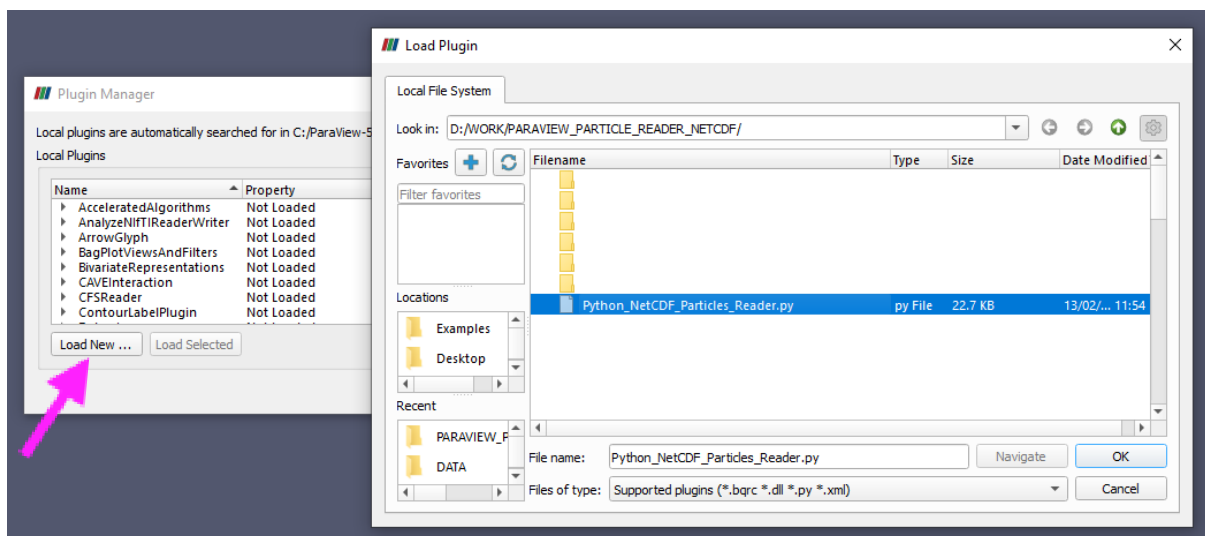 Plugin Manager
Local plugins are automatically searched for in C:/ParaView-5
Local Plugins
Name Property
AcceleratedAlgorithms Not Loaded
AnalyzeNIfTIReaderWriter Not Loaded
ArrowGlyph Not Loaded
BagPlotViewsAndFilters Not Loaded
BivariateRepresentations Not Loaded
CAVEInteraction Not Loaded
CFSReader Not Loaded
ContourLabelPlugin Not Loaded
Load New ... Load Selected
Load Plugin
Local File System
Look in: D:/WORK/PARAVIEW_PARTICLE_READER_NETCDF/
Favorites
Filter favorites
Filename Type Size Date Modified
Python_NetCDF_Particles_Reader.py py File 22.7 KB 13/02/... 11:54
Locations
Examples
Desktop
Recent
PARAVIEW_P
DATA
File name: Python_NetCDF_Particles_Reader.py Navigate OK
Files of type: Supported plugins (*.bqrc *.dll *.py *.xml) Cancel